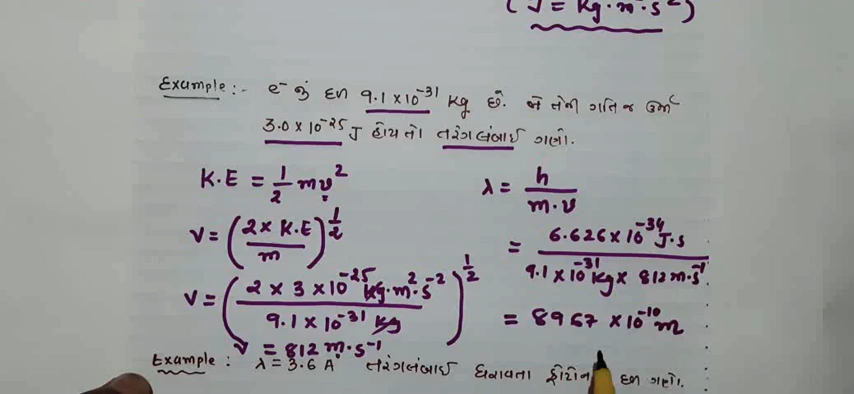 (J = kg·m²·s⁻²)
Example :- e⁻ નું દળ 9.1 × 10⁻³¹ kg છે. જો તેની ગતિજ ઊર્જા
3.0 × 10⁻²⁵ J હોય તો તરંગલંબાઈ ગણો.
K.E = 1/2 mv²
v = (2 × K.E / m)^1/2
v = (2 × 3 × 10⁻²⁵ kg·m²·s⁻² / 9.1 × 10⁻³¹ kg)^1/2
v = 812 m·s⁻¹
λ = h / m·v
= 6.626 × 10⁻³⁴ J·s / 9.1 × 10⁻³¹ kg × 812 m·s⁻¹
= 8967 × 10⁻¹⁰ m
Example : λ = 3.6 A° તરંગલંબાઈ ધરાવતા દળ ગણો.